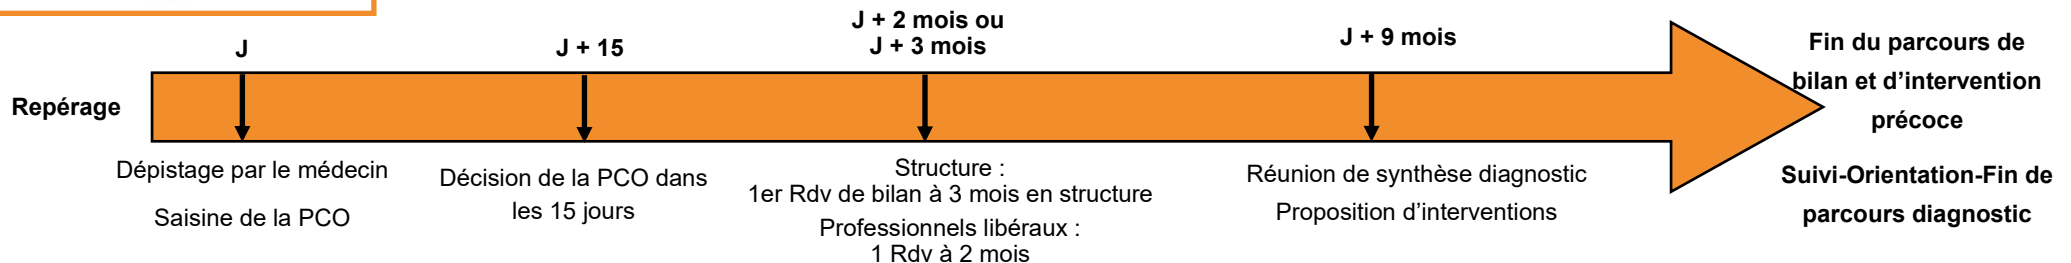 J
J + 15
J + 2 mois ou
J + 3 mois
J + 9 mois
Repérage
Dépistage par le médecin
Saisine de la PCO
Décision de la PCO dans
les 15 jours
Structure :
1er Rdv de bilan à 3 mois en structure
Professionnels libéraux :
1 Rdv à 2 mois
Réunion de synthèse diagnostic
Proposition d’interventions
Fin du parcours de
bilan et d’intervention
précoce
Suivi-Orientation-Fin de
parcours diagnostic